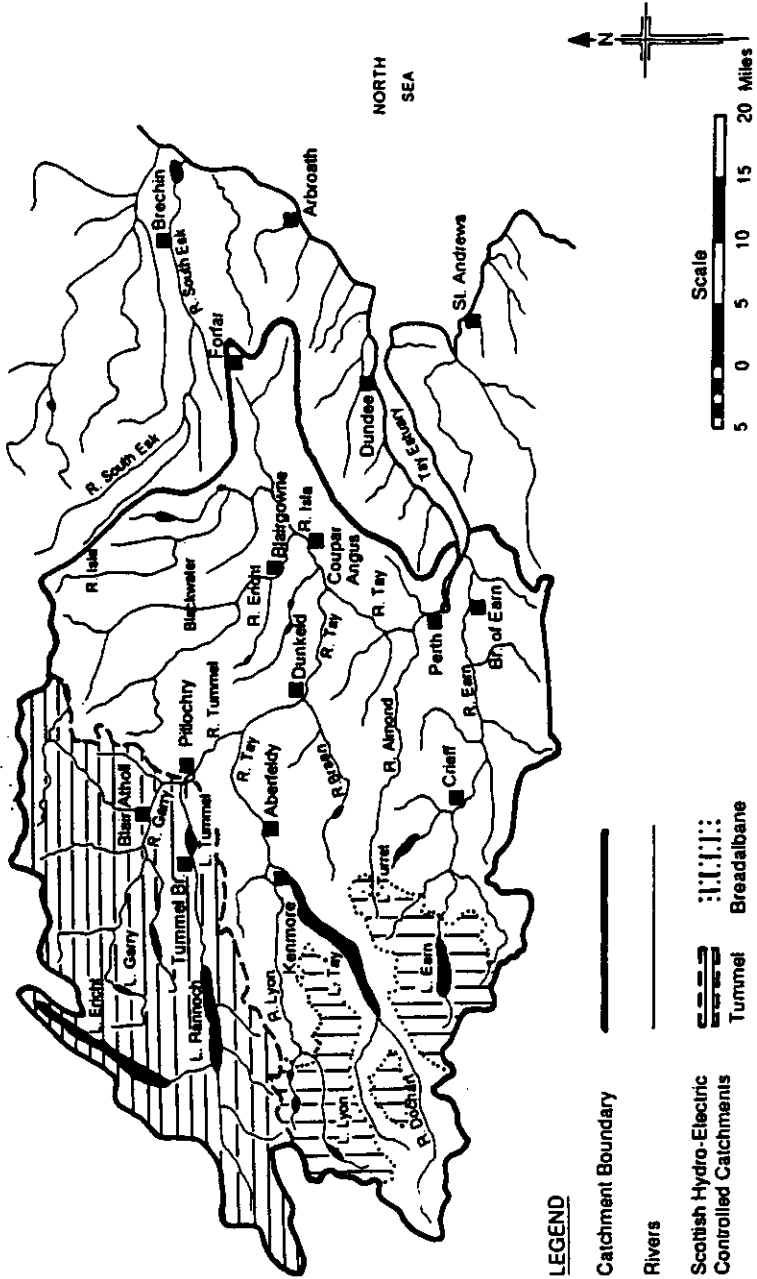 NORTH
SEA
N
R. South Esk
Brechin
R. South Esk
Forfar
Arbroath
R. Isla
Blackwater
R. Ericht
Blairgowrie
R. Isla
Coupar
Angus
Dundee
Tay Estuary
St. Andrews
Blair Atholl
R. Garry
L. Garry
L. Ericht
Pitlochry
R. Tummel
L. Tummel
Tummel Br.
L. Rannoch
R. Tay
Aberfeldy
Dunkeld
R. Tay
R. Braan
R. Tay
R. Almond
Perth
R. Earn
Br. of Earn
Crieff
L. Turret
L. Earn
Kenmore
L. Tay
R. Lyon
L. Lyon
R. Dochart
Scale
5 0 5 10 15 20 Miles
LEGEND
Catchment Boundary
Rivers
Scottish Hydro-Electric
Controlled Catchments
Tummel
Breadalbane